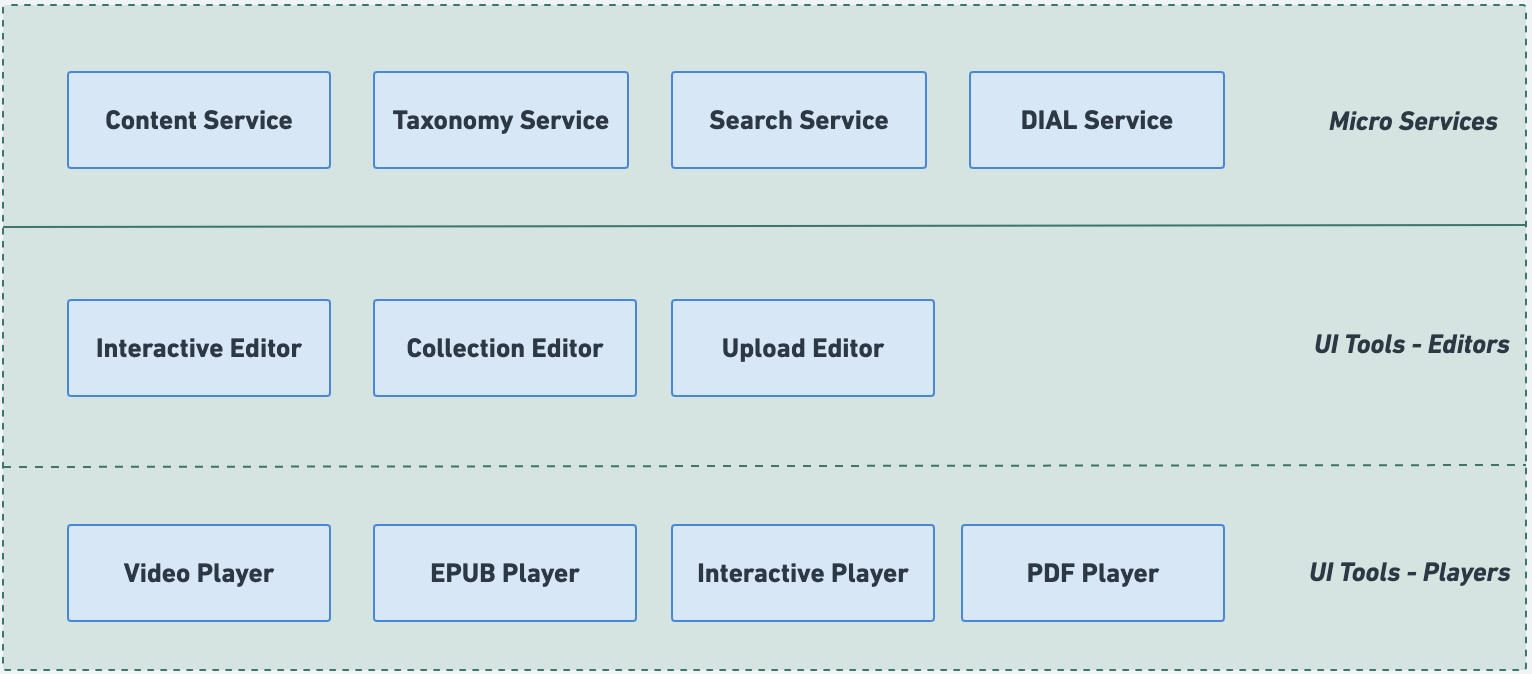 Content Service
Taxonomy Service
Search Service
DIAL Service
Micro Services
Interactive Editor
Collection Editor
Upload Editor
UI Tools - Editors
Video Player
EPUB Player
Interactive Player
PDF Player
UI Tools - Players